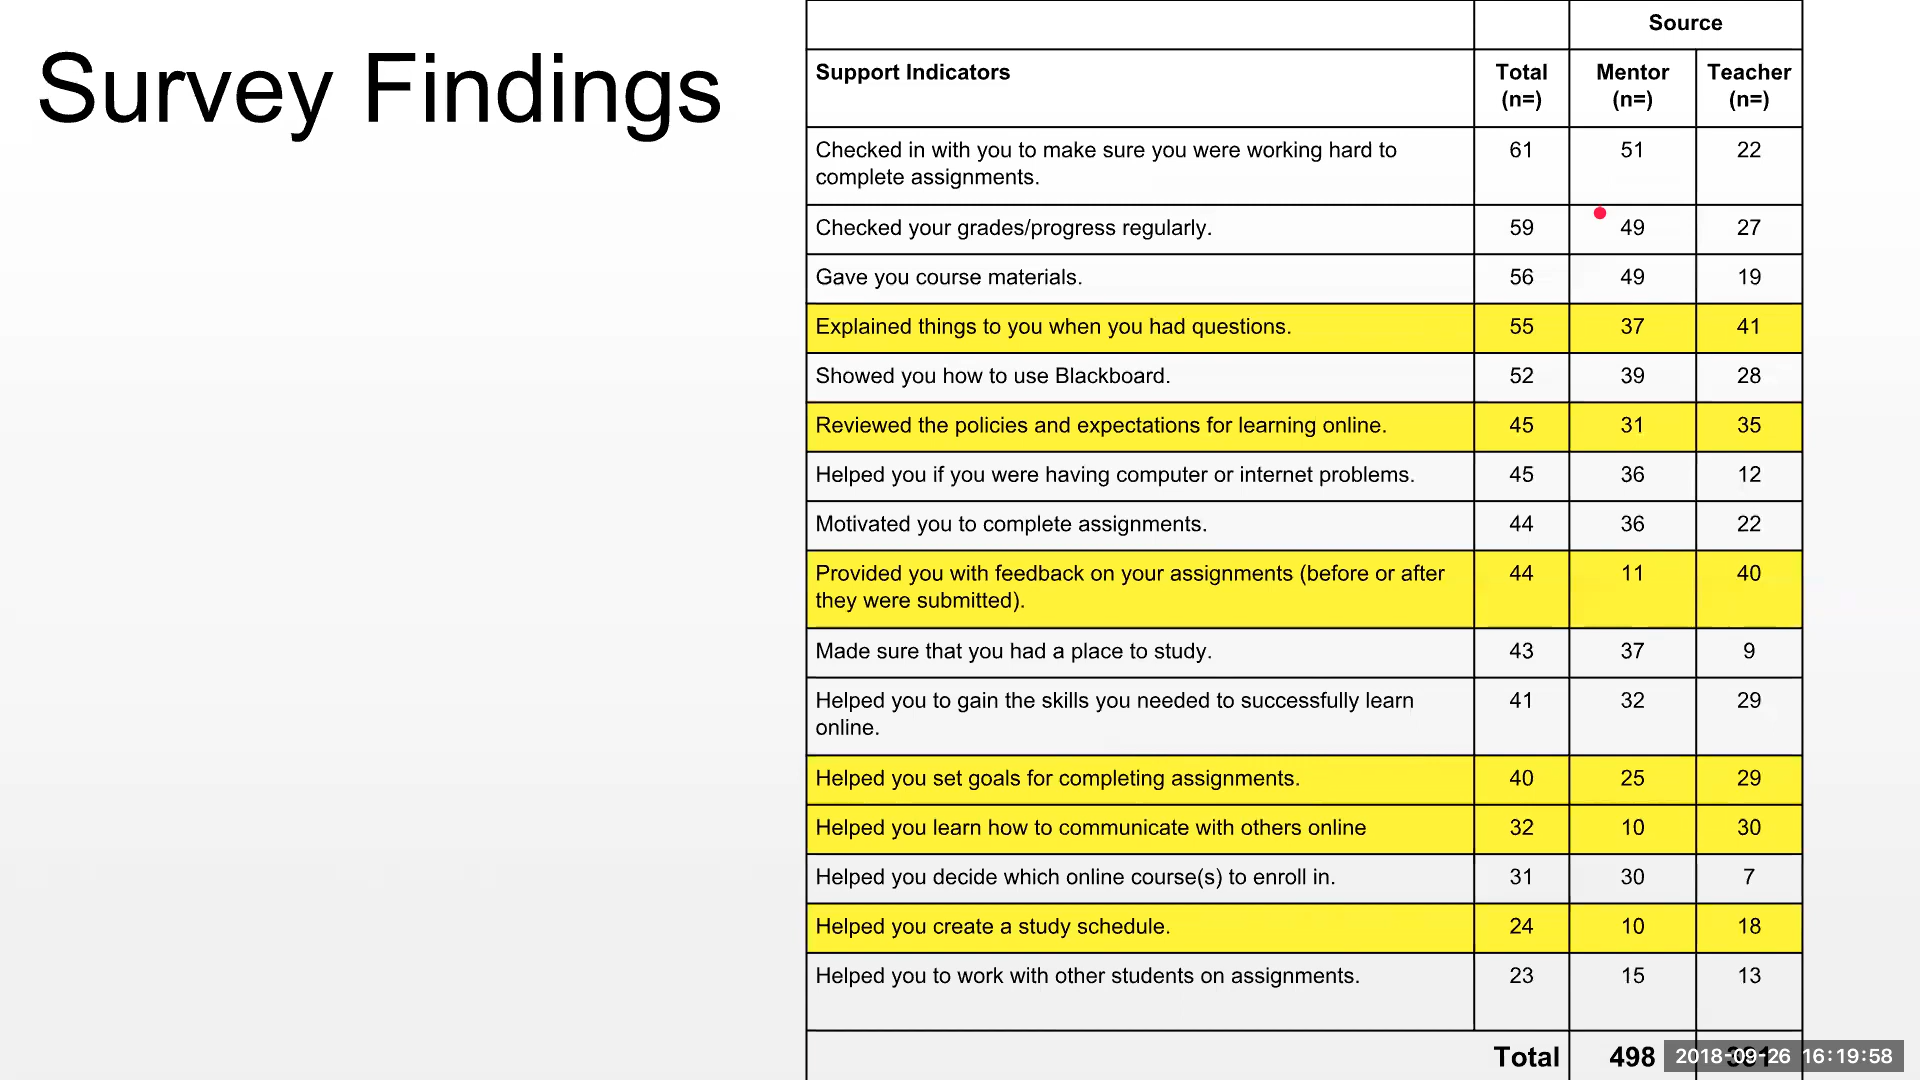 Survey Findings
Source
Support Indicators Total (n=) Mentor (n=) Teacher (n=)
Checked in with you to make sure you were working hard to complete assignments. 61 51 22
Checked your grades/progress regularly. 59 49 27
Gave you course materials. 56 49 19
Explained things to you when you had questions. 55 37 41
Showed you how to use Blackboard. 52 39 28
Reviewed the policies and expectations for learning online. 45 31 35
Helped you if you were having computer or internet problems. 45 36 12
Motivated you to complete assignments. 44 36 22
Provided you with feedback on your assignments (before or after they were submitted). 44 11 40
Made sure that you had a place to study. 43 37 9
Helped you to gain the skills you needed to successfully learn online. 41 32 29
Helped you set goals for completing assignments. 40 25 29
Helped you learn how to communicate with others online 32 10 30
Helped you decide which online course(s) to enroll in. 31 30 7
Helped you create a study schedule. 24 10 18
Helped you to work with other students on assignments. 23 15 13
Total 498
2018-09-26 16:19:58